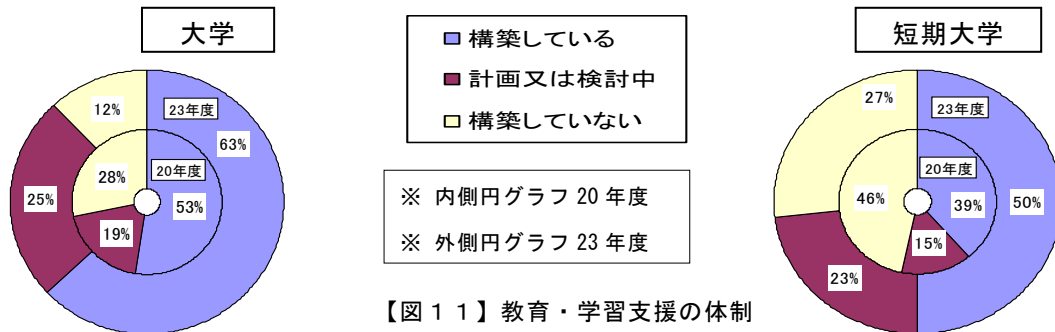 大学
23年度
12%
63%
20年度
28%
25%
53%
19%
■ 構築している
■ 計画又は検討中
□ 構築していない
※ 内側円グラフ 20 年度
※ 外側円グラフ 23 年度
【図11】教育・学習支援の体制
短期大学
27%
23年度
20年度
46%
39%
50%
15%
23%